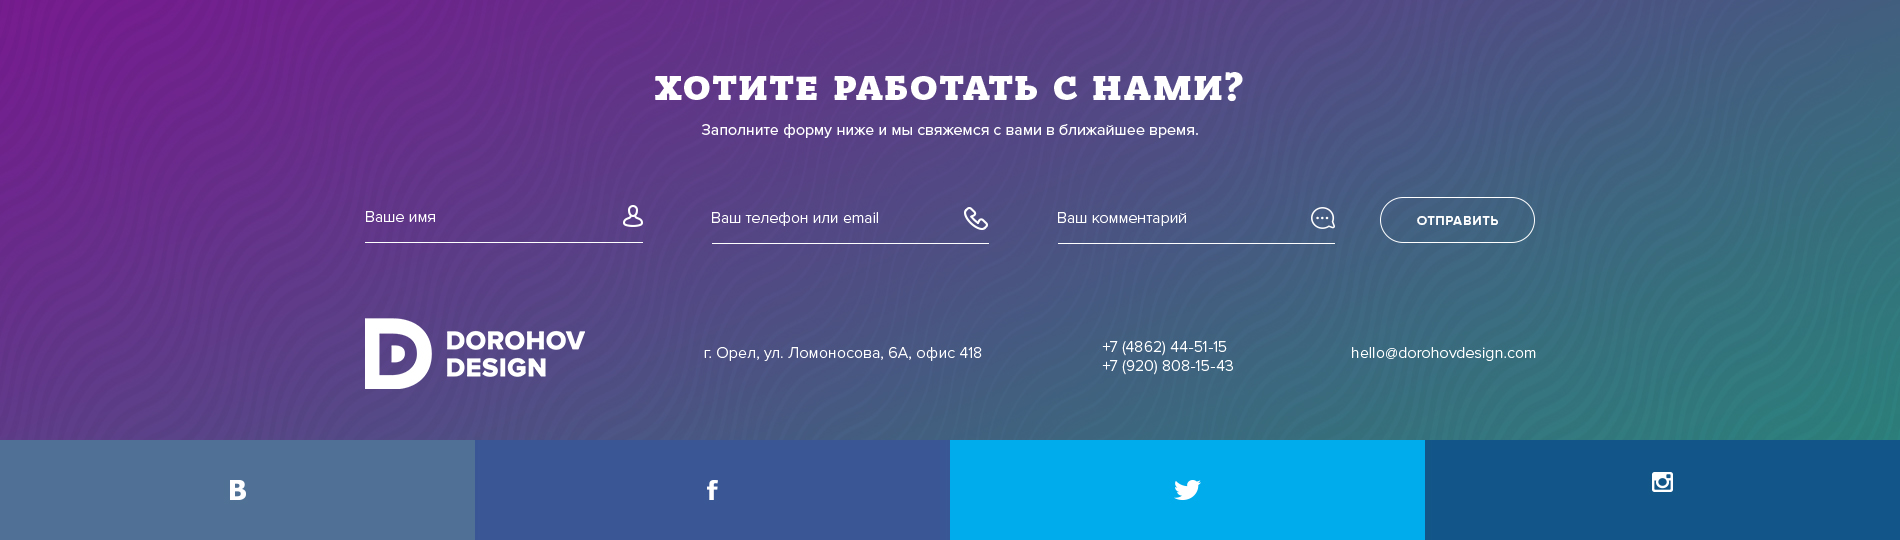 ХОТИТЕ РАБОТАТЬ С НАМИ?
Заполните форму ниже и мы свяжемся с вами в ближайшее время.
Ваше имя
Ваш телефон или email
Ваш комментарий
ОТПРАВИТЬ
D
DOROHOV
DESIGN
г. Орел, ул. Ломоносова, 6А, офис 418
+7 (4862) 44-51-15
+7 (920) 808-15-43
hello@dorohovdesign.com
B
f